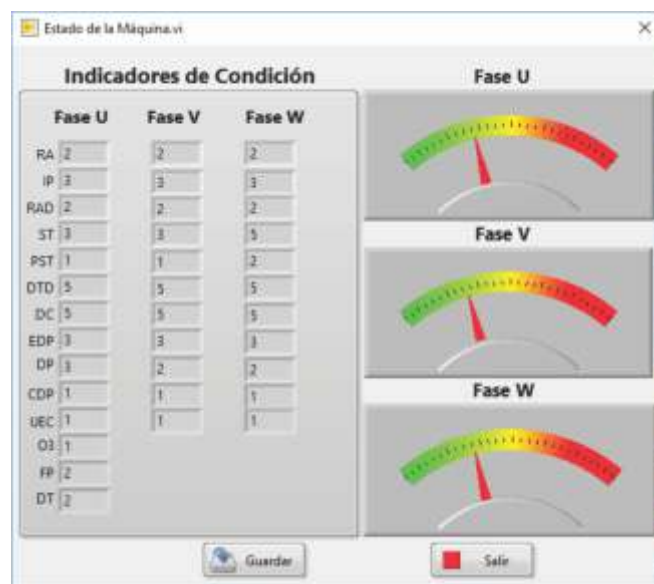 Estado de la Máquina.vi
Indicadores de Condición
Fase U Fase V Fase W
RA 2 2 2
IP 3 3 3
RAD 2 2 2
ST 3 3 5
PST 1 1 2
DTD 5 5 5
DC 5 5 5
EDP 3 3 3
DP 3 2 2
CDP 1 1 1
UEC 1 1 1
O3 1
FP 2
DT 2
Fase U
Fase V
Fase W
Guardar Salir